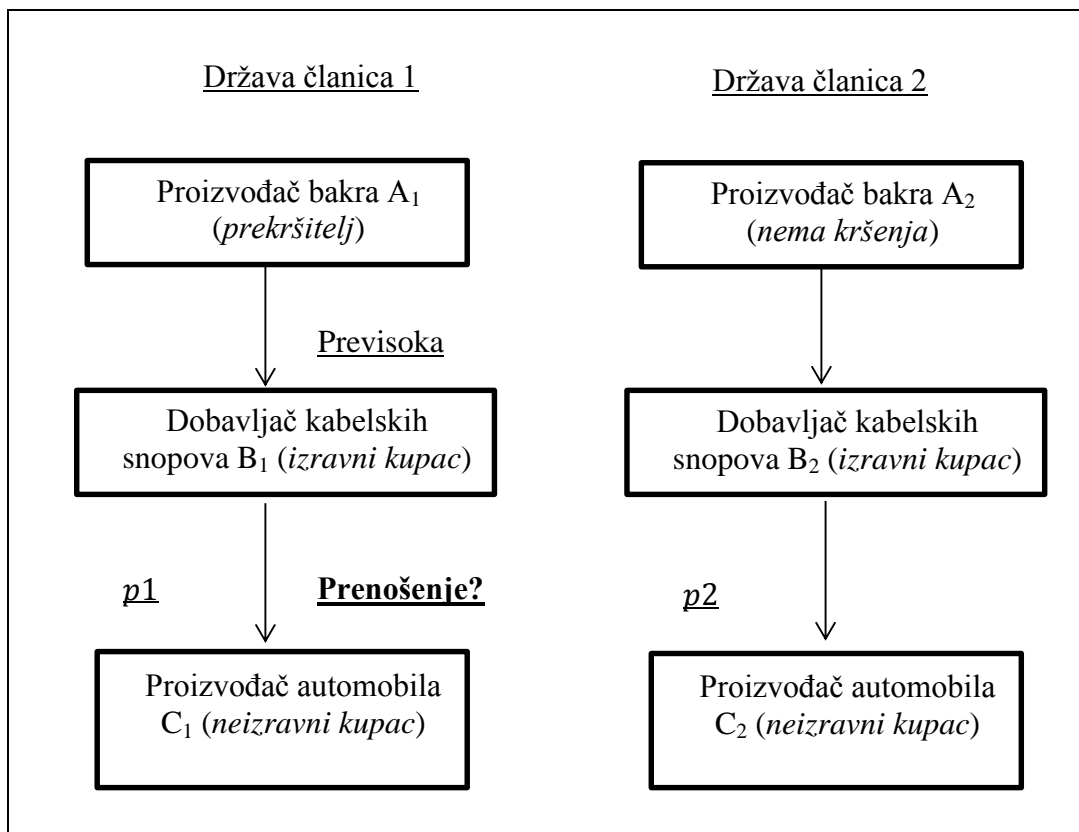 Država članica 1
Država članica 2
Proizvođač bakra A₁
(prekršitelj)
Proizvođač bakra A₂
(nema kršenja)
Previsoka
Dobavljač kabelskih
snopova B₁ (izravni kupac)
Dobavljač kabelskih
snopova B₂ (izravni kupac)
p1
Prenošenje?
p2
Proizvođač automobila
C₁ (neizravni kupac)
Proizvođač automobila
C₂ (neizravni kupac)